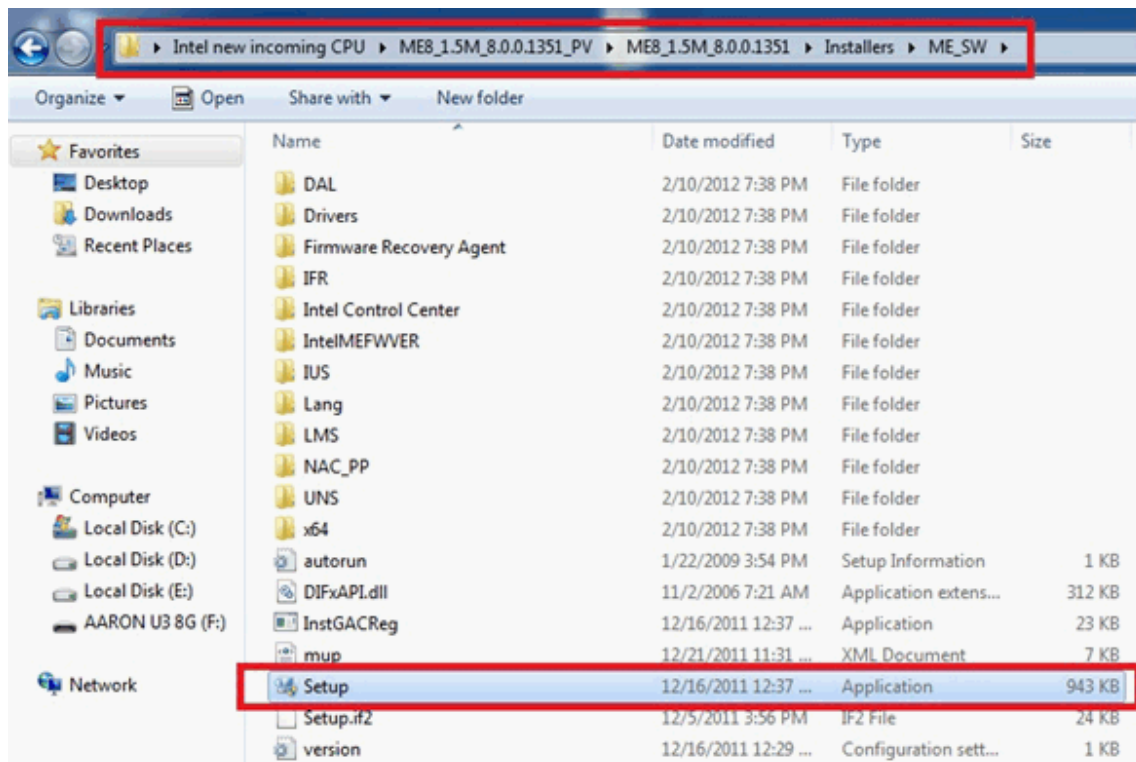 Intel new incoming CPU ▸ ME8_1.5M_8.0.0.1351_PV ▸ ME8_1.5M_8.0.0.1351 ▸ Installers ▸ ME_SW ▸
Organize Open Share with New folder
Favorites
Desktop
Downloads
Recent Places
Libraries
Documents
Music
Pictures
Videos
Computer
Local Disk (C:)
Local Disk (D:)
Local Disk (E:)
AARON U3 8G (F:)
Network
Name Date modified Type Size
DAL 2/10/2012 7:38 PM File folder
Drivers 2/10/2012 7:38 PM File folder
Firmware Recovery Agent 2/10/2012 7:38 PM File folder
IFR 2/10/2012 7:38 PM File folder
Intel Control Center 2/10/2012 7:38 PM File folder
IntelMEFWVER 2/10/2012 7:38 PM File folder
IUS 2/10/2012 7:38 PM File folder
Lang 2/10/2012 7:38 PM File folder
LMS 2/10/2012 7:38 PM File folder
NAC_PP 2/10/2012 7:38 PM File folder
UNS 2/10/2012 7:38 PM File folder
x64 2/10/2012 7:38 PM File folder
autorun 1/22/2009 3:54 PM Setup Information 1 KB
DIFxAPI.dll 11/2/2006 7:21 AM Application extens... 312 KB
InstGACReg 12/16/2011 12:37 ... Application 23 KB
mup 12/21/2011 11:31 ... XML Document 7 KB
Setup 12/16/2011 12:37 ... Application 943 KB
Setup.if2 12/5/2011 3:56 PM IF2 File 24 KB
version 12/16/2011 12:29 ... Configuration sett... 1 KB